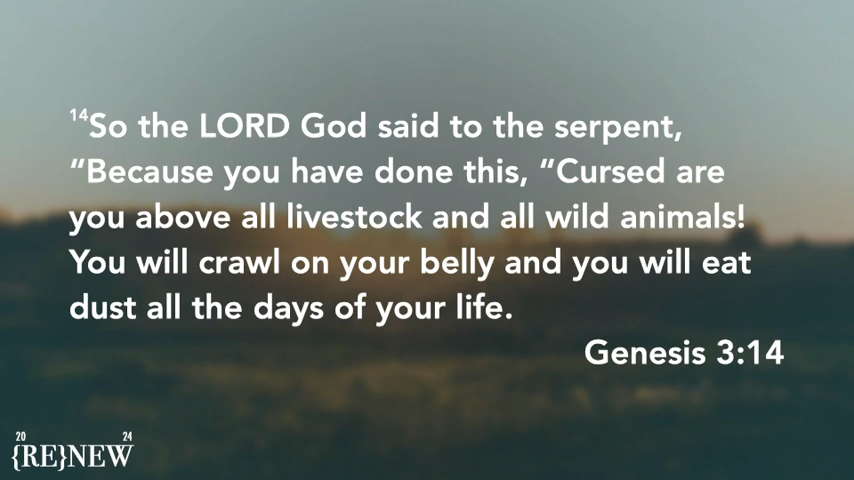 14So the LORD God said to the serpent,
“Because you have done this, “Cursed are
you above all livestock and all wild animals!
You will crawl on your belly and you will eat
dust all the days of your life.
Genesis 3:14
20 24
{RE}NEW